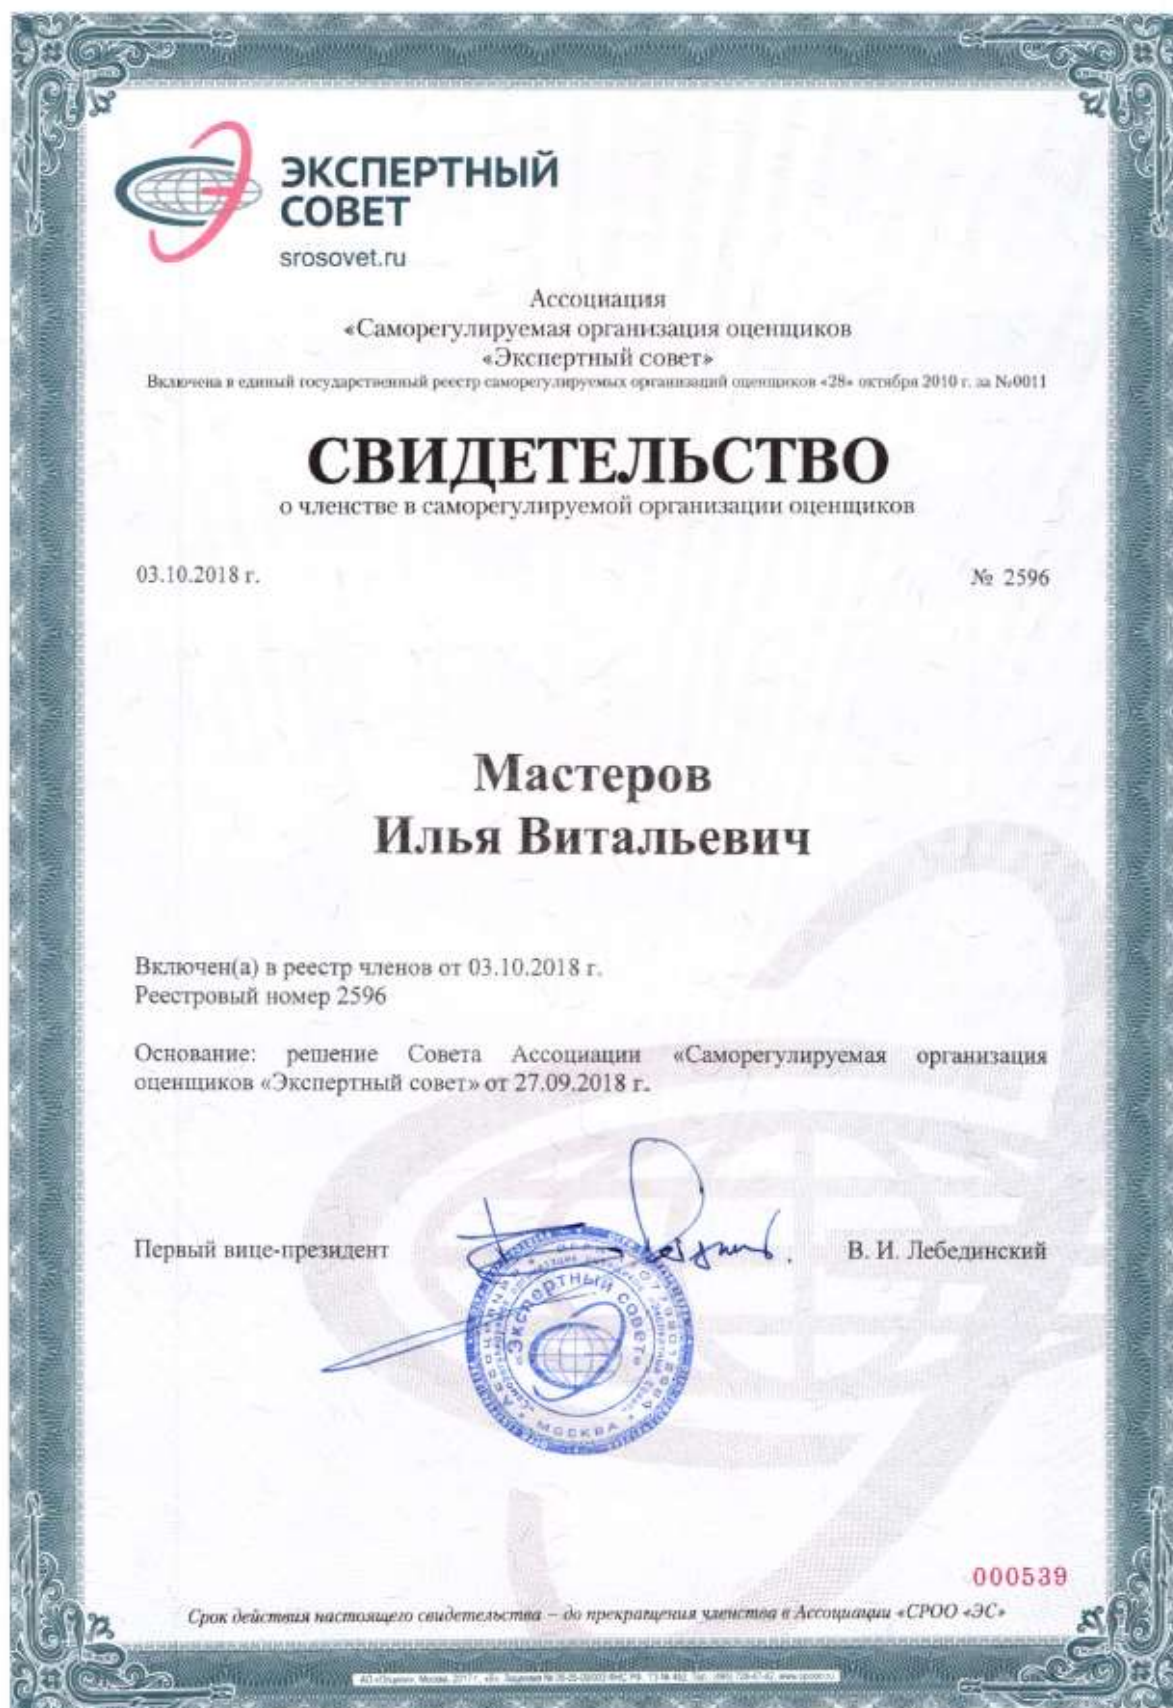 ЭКСПЕРТНЫЙ
СОВЕТ
srosovet.ru
Ассоциация
«Саморегулируемая организация оценщиков
«Экспертный совет»
Включена в единый государственный реестр саморегулируемых организаций оценщиков «28» октября 2010 г. за №0011
СВИДЕТЕЛЬСТВО
о членстве в саморегулируемой организации оценщиков
03.10.2018 г.
№ 2596
Мастеров
Илья Витальевич
Включен(а) в реестр членов от 03.10.2018 г.
Реестровый номер 2596
Основание: решение Совета Ассоциации «Саморегулируемая организация
оценщиков «Экспертный совет» от 27.09.2018 г.
Первый вице-президент
В. И. Лебединский
«Экспертный совет»
МОСКВА
000539
Срок действия настоящего свидетельства – до прекращения членства в Ассоциации «СРОО «ЭС»